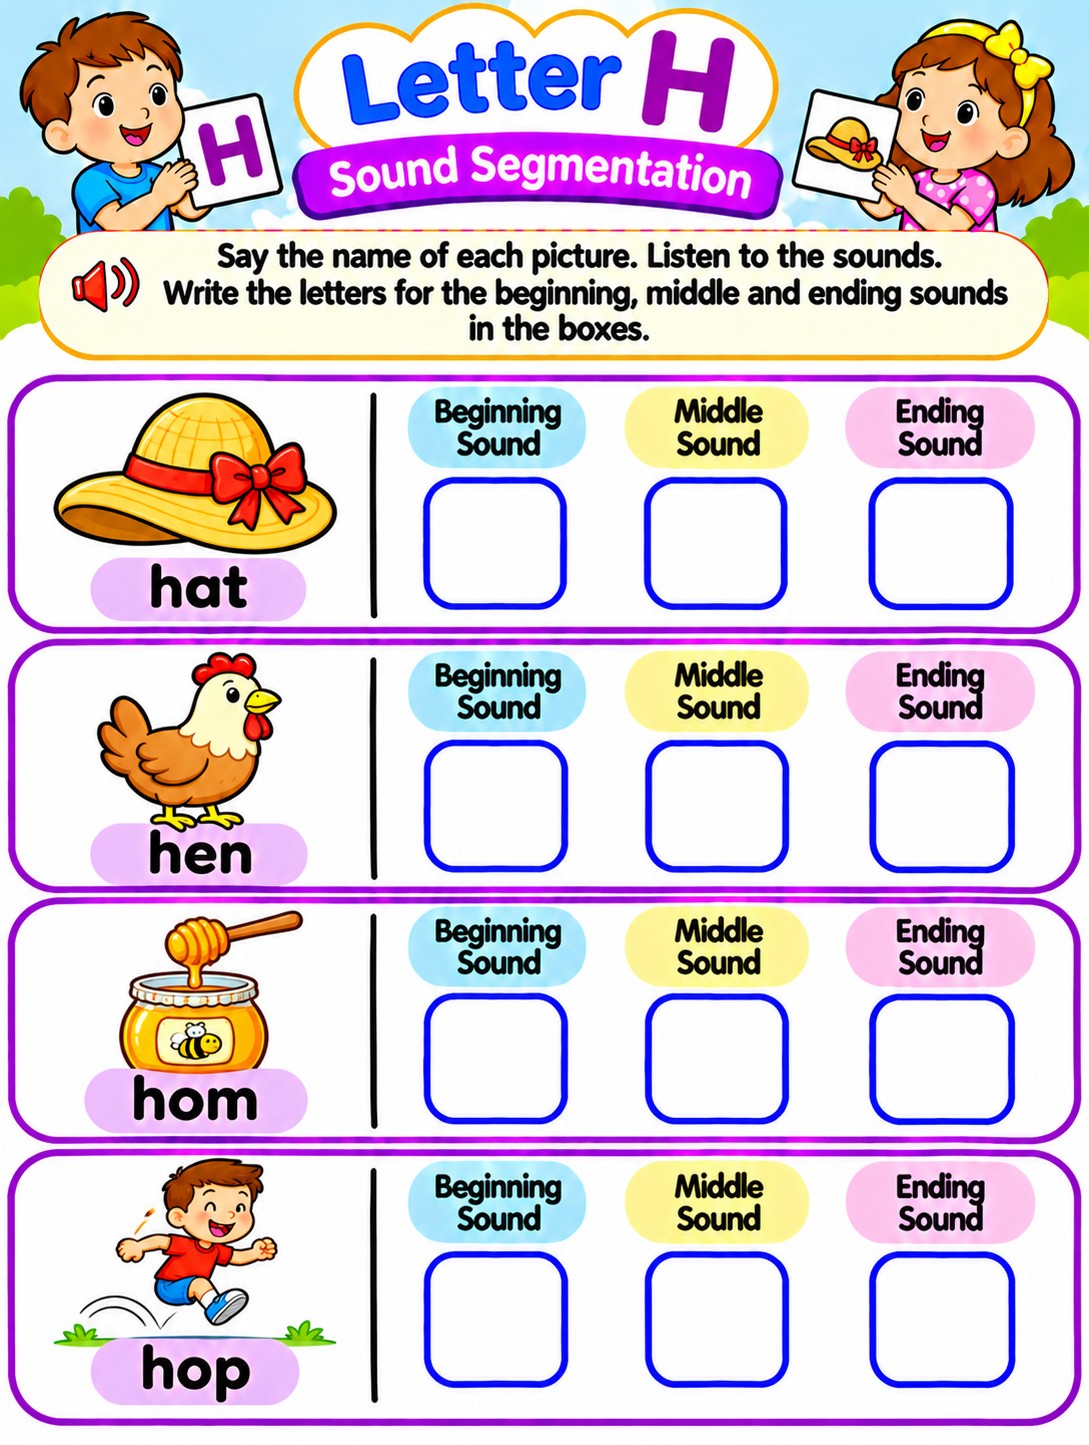 Letter H
H
Sound Segmentation
Say the name of each picture. Listen to the sounds.
Write the letters for the beginning, middle and ending sounds
in the boxes.
Beginning Sound
Middle Sound
Ending Sound
hat
Beginning Sound
Middle Sound
Ending Sound
hen
Beginning Sound
Middle Sound
Ending Sound
hom
Beginning Sound
Middle Sound
Ending Sound
hop